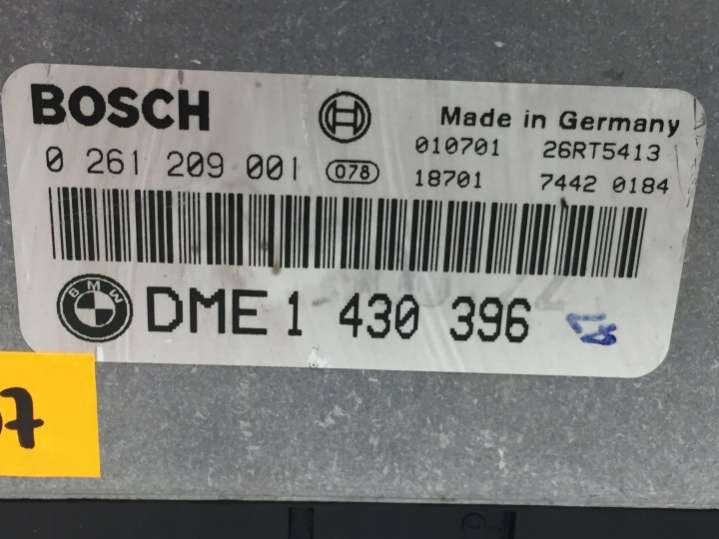 BOSCH
Made in Germany
0 261 209 001
078
010701 26RT5413
18701 7442 0184
BMW
DME 1 430 396
7